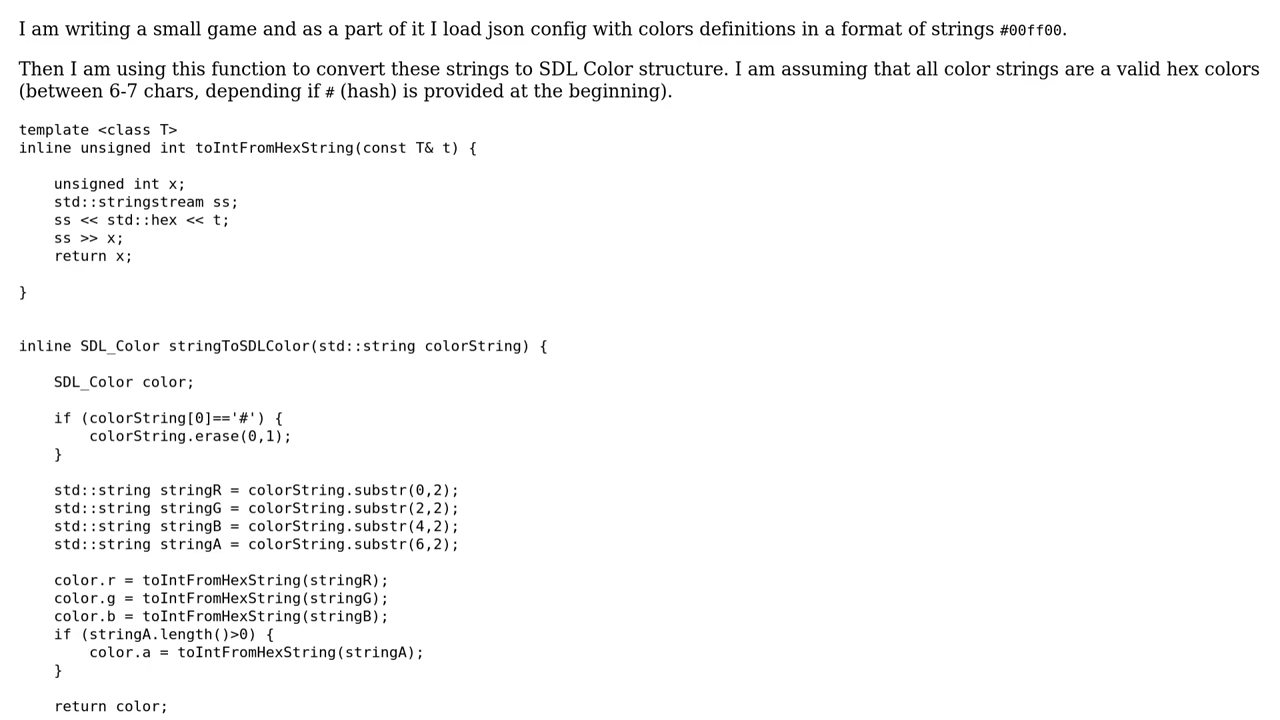 I am writing a small game and as a part of it I load json config with colors definitions in a format of strings #00ff00.
Then I am using this function to convert these strings to SDL Color structure. I am assuming that all color strings are a valid hex colors
(between 6-7 chars, depending if # (hash) is provided at the beginning).
template <class T>
inline unsigned int toIntFromHexString(const T& t) {
    unsigned int x;
    std::stringstream ss;
    ss << std::hex << t;
    ss >> x;
    return x;
}
inline SDL_Color stringToSDLColor(std::string colorString) {
    SDL_Color color;
    if (colorString[0]=='#') {
        colorString.erase(0,1);
    }
    std::string stringR = colorString.substr(0,2);
    std::string stringG = colorString.substr(2,2);
    std::string stringB = colorString.substr(4,2);
    std::string stringA = colorString.substr(6,2);
    color.r = toIntFromHexString(stringR);
    color.g = toIntFromHexString(stringG);
    color.b = toIntFromHexString(stringB);
    if (stringA.length()>0) {
        color.a = toIntFromHexString(stringA);
    }
    return color;